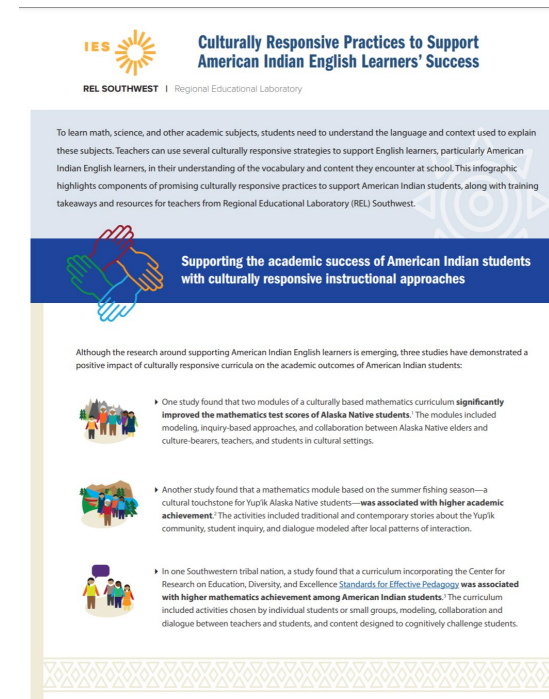 IES
Culturally Responsive Practices to Support
American Indian English Learners' Success
REL SOUTHWEST | Regional Educational Laboratory
To learn math, science, and other academic subjects, students need to understand the language and context used to explain
these subjects. Teachers can use several culturally responsive strategies to support English learners, particularly American
Indian English learners, in their understanding of the vocabulary and content they encounter at school. This infographic
highlights components of promising culturally responsive practices to support American Indian students, along with training
takeaways and resources for teachers from Regional Educational Laboratory (REL) Southwest.
Supporting the academic success of American Indian students
with culturally responsive instructional approaches
Although the research around supporting American Indian English learners is emerging, three studies have demonstrated a
positive impact of culturally responsive curricula on the academic outcomes of American Indian students:
One study found that two modules of a culturally based mathematics curriculum significantly
improved the mathematics test scores of Alaska Native students.¹ The modules included
modeling, inquiry-based approaches, and collaboration between Alaska Native elders and
culture-bearers, teachers, and students in cultural settings.
Another study found that a mathematics module based on the summer fishing season—a
cultural touchstone for Yup'ik Alaska Native students—was associated with higher academic
achievement.² The activities included traditional and contemporary stories about the Yup'ik
community, student inquiry, and dialogue modeled after local patterns of interaction.
In one Southwestern tribal nation, a study found that a curriculum incorporating the Center for
Research on Education, Diversity, and Excellence Standards for Effective Pedagogy was associated
with higher mathematics achievement among American Indian students.³ The curriculum
included activities chosen by individual students or small groups, modeling, collaboration and
dialogue between teachers and students, and content designed to cognitively challenge students.